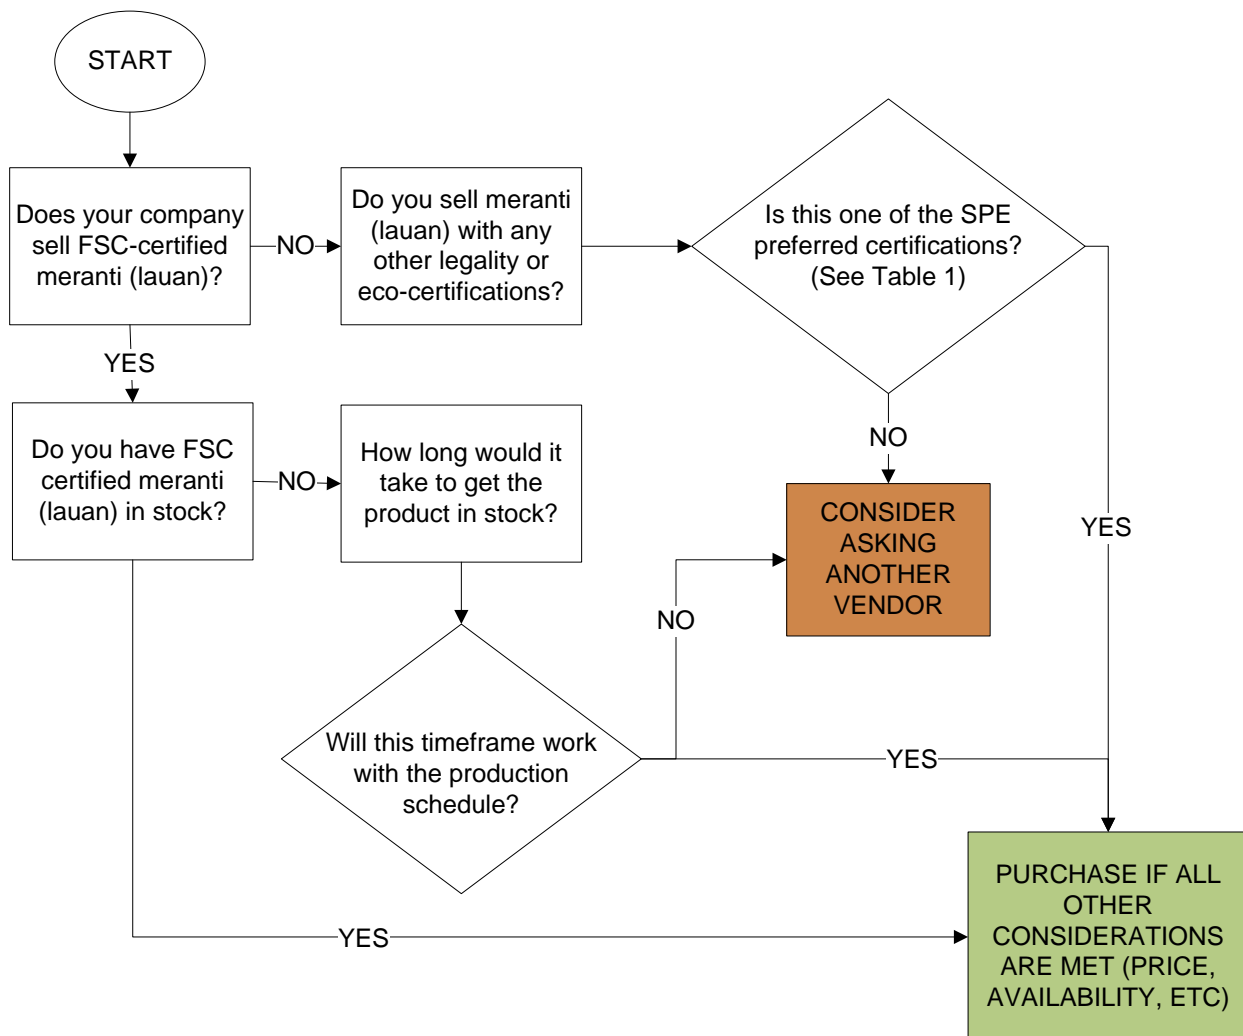 START
Does your company
sell FSC-certified
meranti (lauan)?
NO
Do you sell meranti
(lauan) with any
other legality or
eco-certifications?
Is this one of the SPE
preferred certifications?
(See Table 1)
YES
Do you have FSC
certified meranti
(lauan) in stock?
NO
How long would it
take to get the
product in stock?
NO
CONSIDER
ASKING
ANOTHER
VENDOR
YES
NO
Will this timeframe work
with the production
schedule?
YES
YES
PURCHASE IF ALL
OTHER
CONSIDERATIONS
ARE MET (PRICE,
AVAILABILITY, ETC)